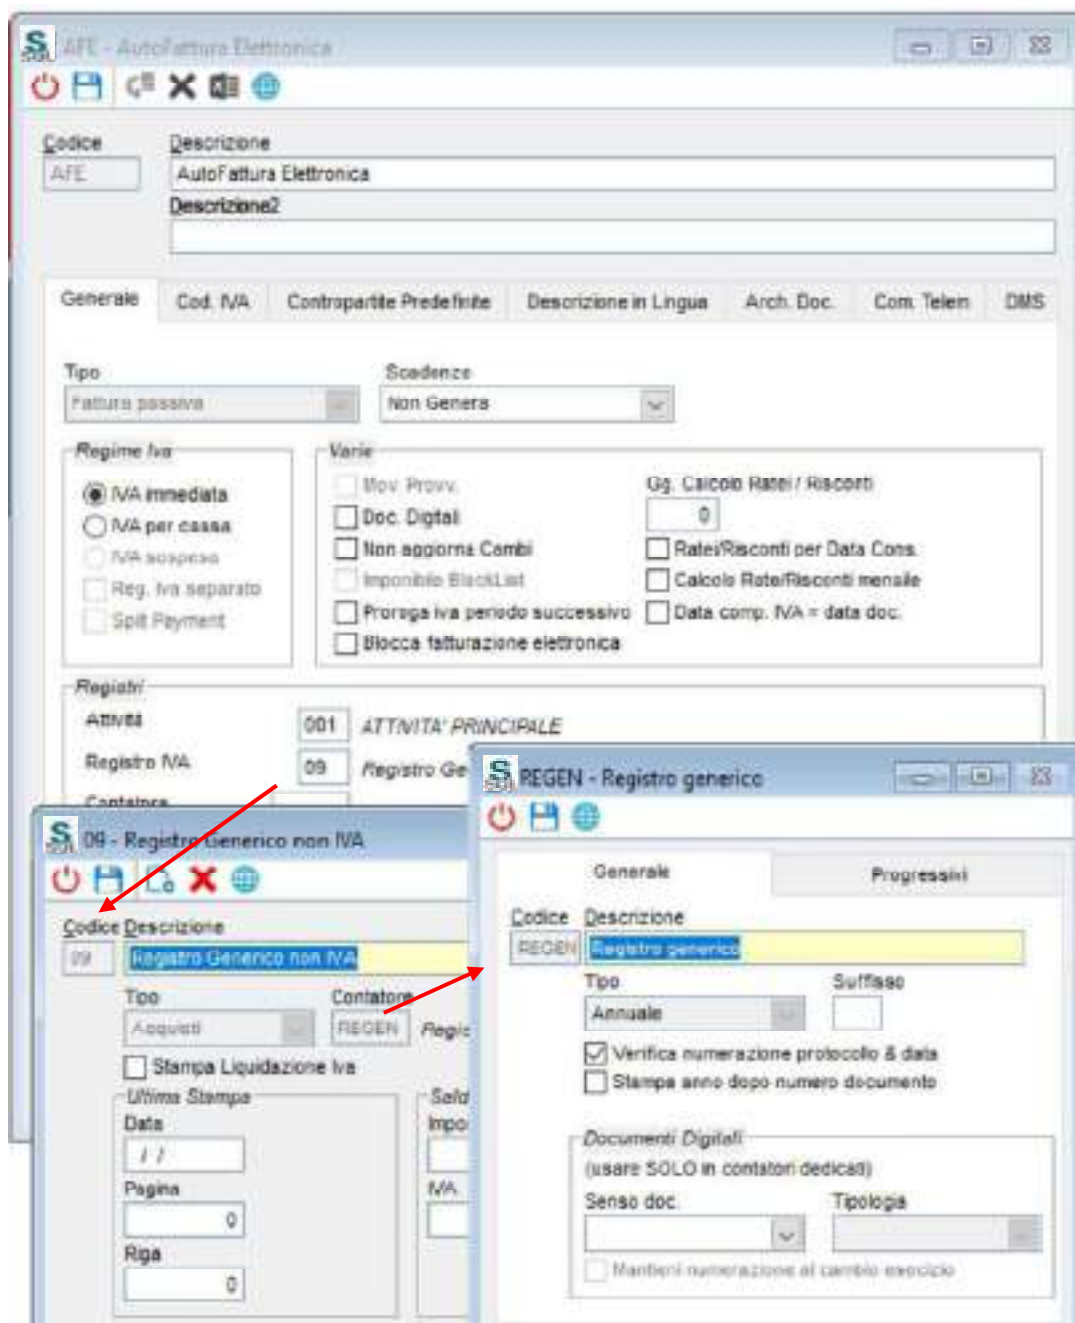 AFE - AutoFattura Elettronica
Codice Descrizione
AFE AutoFattura Elettronica
Descrizione2
Generale Cod. IVA Contropartite Predefinite Descrizione in Lingua Arch. Doc. Com. Telem DMS
Tipo Scadenze
Fattura passiva Non Genera
Regime Iva Varie
IVA immediata Mov. Provv. Gg. Calcolo Ratei / Risconti
IVA per cassa Doc. Digitali 0
IVA sospesa Non aggiorna Cambi Ratei/Risconti per Data Cons.
Reg. Iva separato Imponibile BlackList Calcolo Rate/Risconti mensile
Split Payment Proroga iva periodo successivo Data comp. IVA = data doc.
Blocca fatturazione elettronica
Registri
Attività 001 ATTIVITA' PRINCIPALE
Registro IVA 09 Registro Ge
Contatore
09 - Registro Generico non IVA
Codice Descrizione
09 Registro Generico non IVA
Tipo Contatore
Acquisti REGEN Regis
Stampa Liquidazione Iva
Ultima Stampa Sald
Data Impo
/ /
Pagina IVA
0
Riga
0
REGEN - Registro generico
Generale Progressivi
Codice Descrizione
REGEN Registro generico
Tipo Suffisso
Annuale
Verifica numerazione protocollo & data
Stampa anno dopo numero documento
Documenti Digitali
(usare SOLO in contatori dedicati)
Senso doc. Tipologia
Mantieni numerazione al cambio esercizio